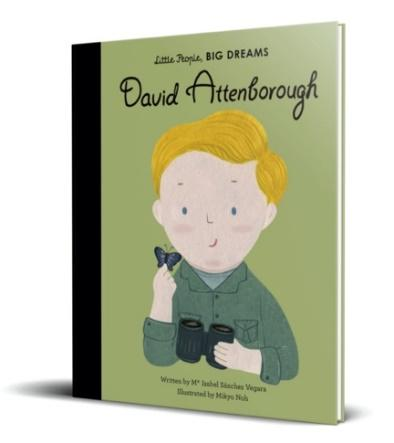 Little People, BIG DREAMS
David Attenborough
Written by Mª Isabel Sánchez Vegara
Illustrated by Mikyo Noh